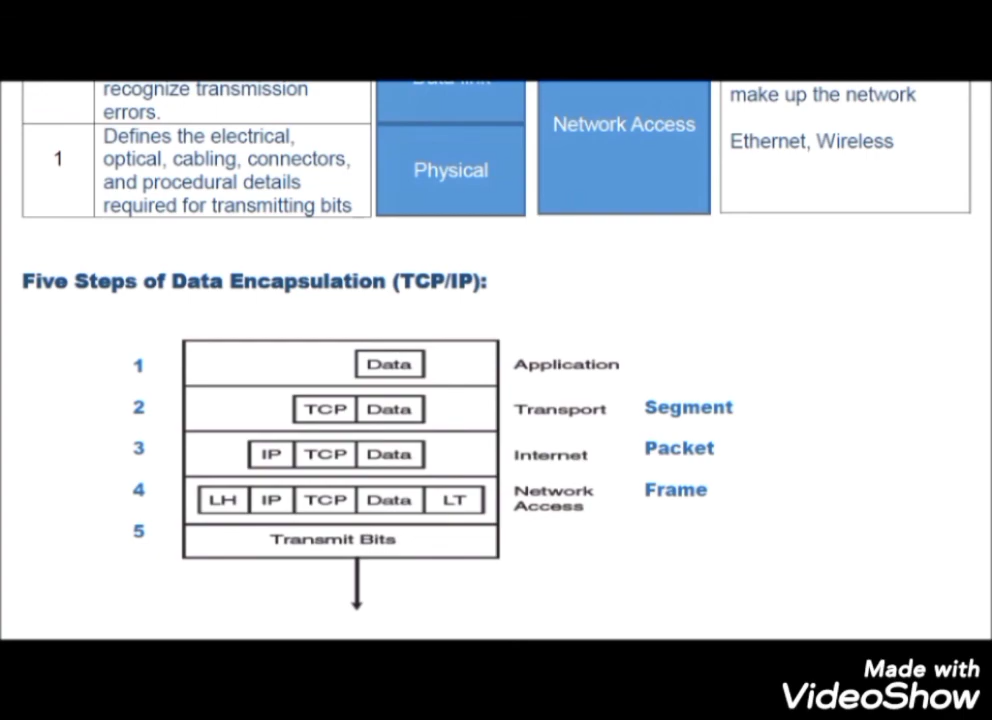 Data-link
recognize transmission
errors.
make up the network
Network Access
Ethernet, Wireless
1
Defines the electrical,
optical, cabling, connectors,
and procedural details
required for transmitting bits
Physical
Five Steps of Data Encapsulation (TCP/IP):
1
Data
Application
2
TCP Data
Transport
Segment
3
IP TCP Data
Internet
Packet
4
LH IP TCP Data LT
Network
Access
Frame
5
Transmit Bits
Made with
VideoShow